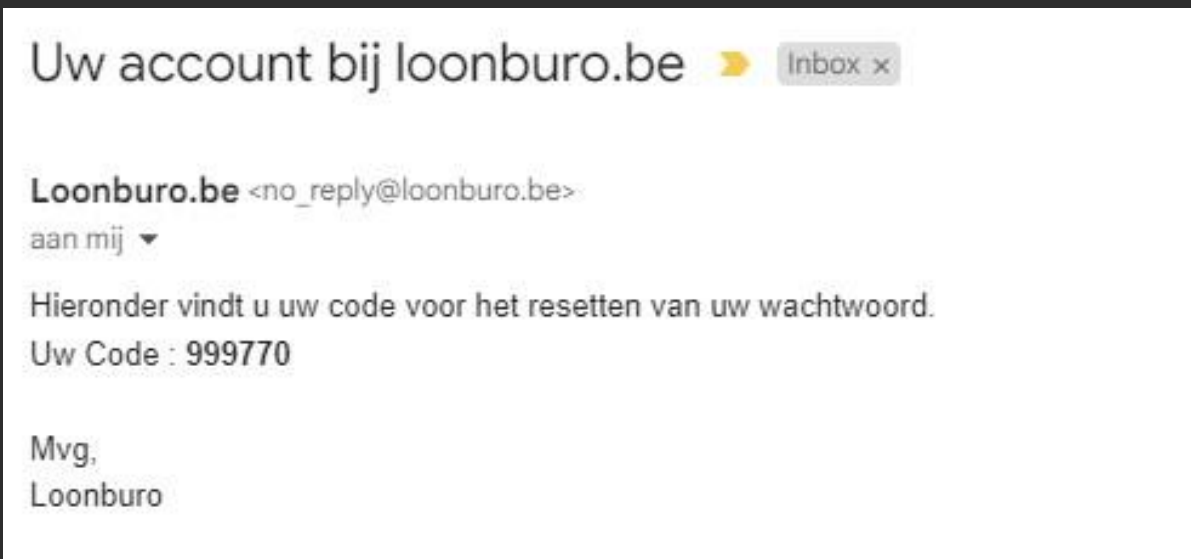 Uw account bij loonburo.be Inbox x
Loonburo.be <no_reply@loonburo.be>
aan mij
Hieronder vindt u uw code voor het resetten van uw wachtwoord.
Uw Code : 999770
Mvg,
Loonburo